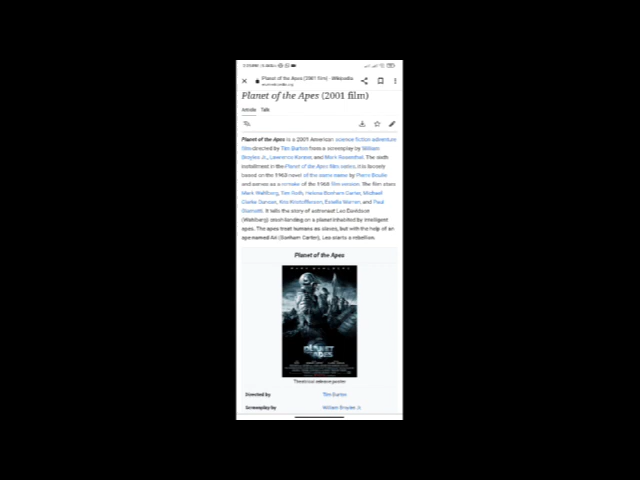 Planet of the Apes (2001 film) - Wikipedia
Planet of the Apes (2001 film)
Article Talk
Planet of the Apes is a 2001 American science fiction adventure
film directed by Tim Burton from a screenplay by William
Broyles Jr., Lawrence Konner, and Mark Rosenthal. The sixth
installment in the Planet of the Apes film series, it is loosely
based on the 1963 novel of the same name by Pierre Boulle
and serves as a remake of the 1968 film version. The film stars
Mark Wahlberg, Tim Roth, Helena Bonham Carter, Michael
Clarke Duncan, Kris Kristofferson, Estella Warren, and Paul
Giamatti. It tells the story of astronaut Leo Davidson
(Wahlberg) crash-landing on a planet inhabited by intelligent
apes. The apes treat humans as slaves, but with the help of an
ape named Ari (Bonham Carter), Leo starts a rebellion.
Planet of the Apes
PLANET
APES
Theatrical release poster
Directed by Tim Burton
Screenplay by William Broyles Jr.